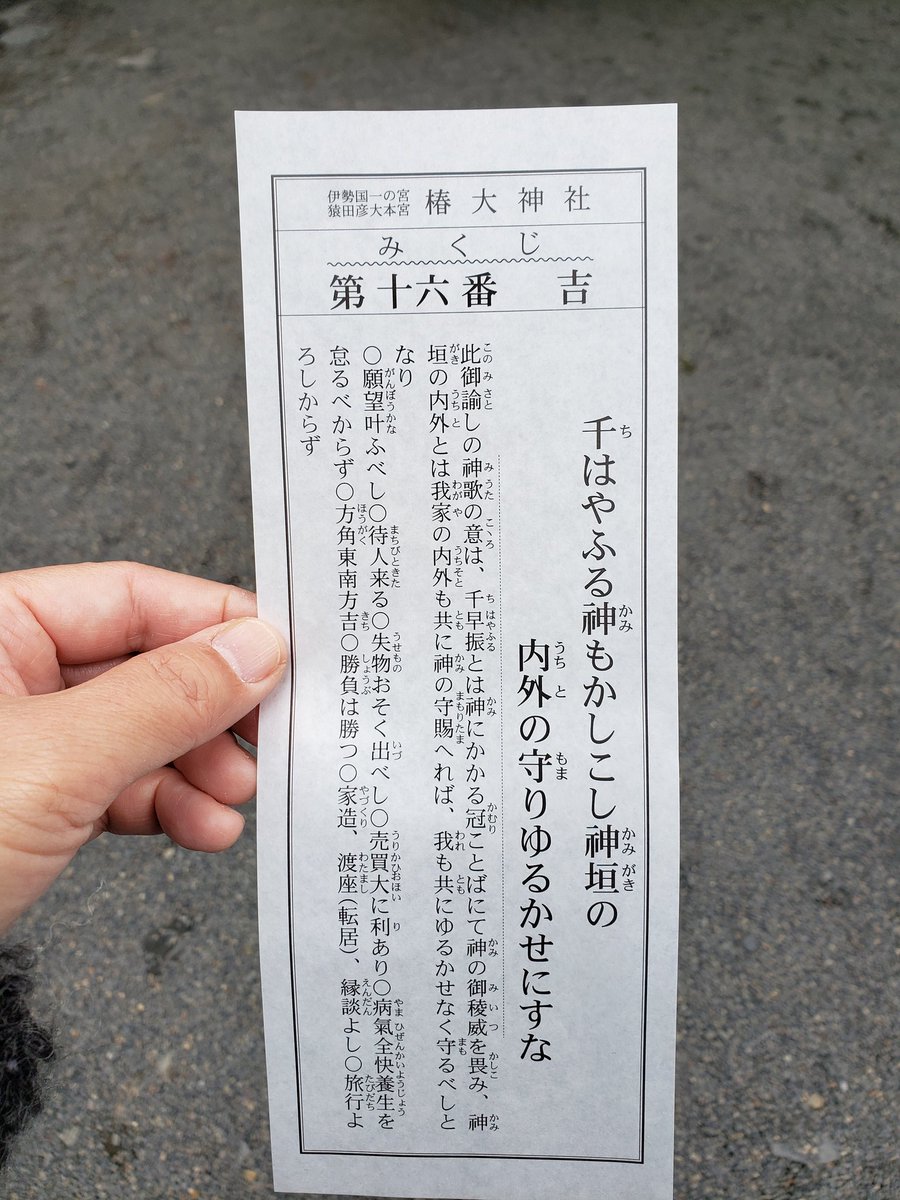 伊勢国一の宮
猿田彦大本宮
椿大神社
みくじ
第十六番　吉
千はやふる神もかしこし神垣の
内外の守りゆるかせにすな
此御諭しの神歌の意は、千早振とは神にかかる冠ことばにて神の御稜威を畏み、神
垣の内外とは我家の内外も共に神の守賜へれば、我も共にゆるかせなく守るべしと
なり
○願望叶ふべし○待人来る○失物おそく出べし○売買大に利あり○病氣全快養生を
怠るべからず○方角東南方吉○勝負は勝つ○家造、渡座(転居)、縁談よし○旅行よ
ろしからず